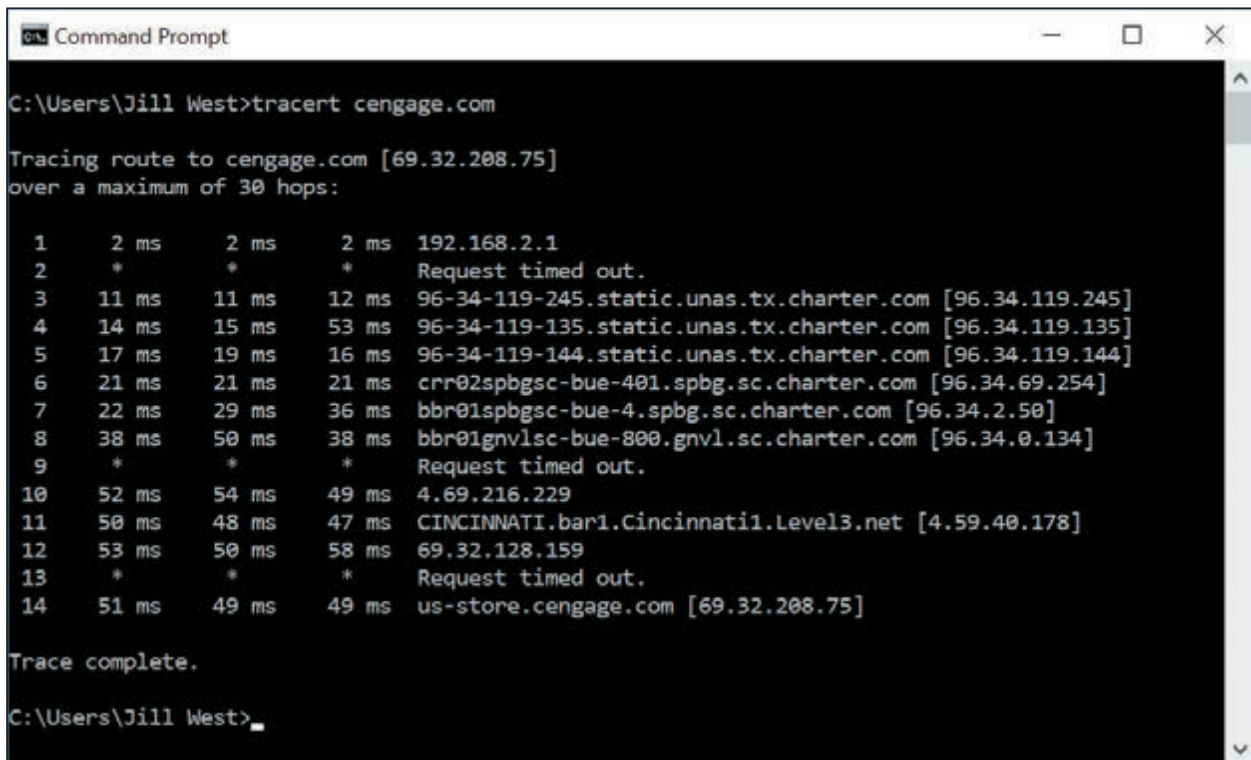 Command Prompt
C:\Users\Jill West>tracert cengage.com
Tracing route to cengage.com [69.32.208.75]
over a maximum of 30 hops:
1 2 ms 2 ms 2 ms 192.168.2.1
2 * * * Request timed out.
3 11 ms 11 ms 12 ms 96-34-119-245.static.unas.tx.charter.com [96.34.119.245]
4 14 ms 15 ms 53 ms 96-34-119-135.static.unas.tx.charter.com [96.34.119.135]
5 17 ms 19 ms 16 ms 96-34-119-144.static.unas.tx.charter.com [96.34.119.144]
6 21 ms 21 ms 21 ms crr02spbgsc-bue-401.spbg.sc.charter.com [96.34.69.254]
7 22 ms 29 ms 36 ms bbr01spbgsc-bue-4.spbg.sc.charter.com [96.34.2.50]
8 38 ms 50 ms 38 ms bbr01gnvlsc-bue-800.gnvl.sc.charter.com [96.34.0.134]
9 * * * Request timed out.
10 52 ms 54 ms 49 ms 4.69.216.229
11 50 ms 48 ms 47 ms CINCINNATI.bar1.Cincinnati1.Level3.net [4.59.40.178]
12 53 ms 50 ms 58 ms 69.32.128.159
13 * * * Request timed out.
14 51 ms 49 ms 49 ms us-store.cengage.com [69.32.208.75]
Trace complete.
C:\Users\Jill West>